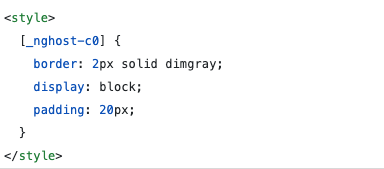 <style>
  [_nghost-c0] {
    border: 2px solid dimgray;
    display: block;
    padding: 20px;
  }
</style>